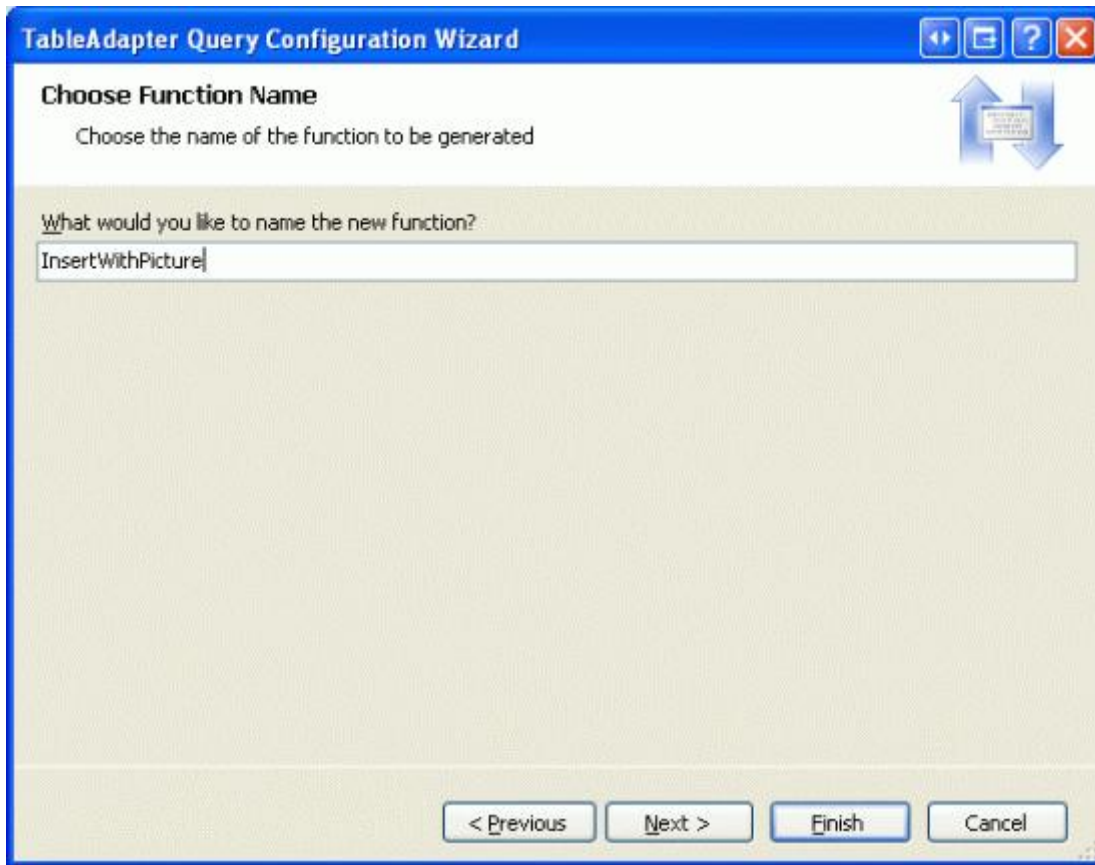 TableAdapter Query Configuration Wizard
Choose Function Name
Choose the name of the function to be generated
What would you like to name the new function?
InsertWithPicture
< Previous Next > Finish Cancel